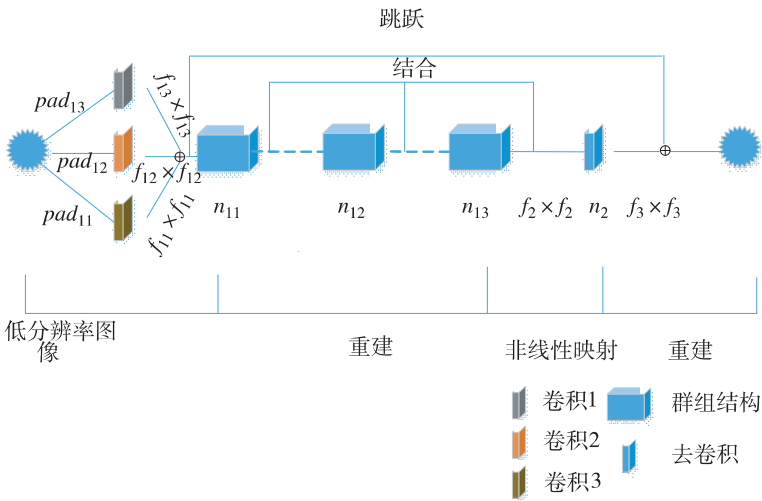 跳跃
结合
pad₁₃
f₁₃×f₁₃
pad₁₂
f₁₂×f₁₂
pad₁₁
f₁₁×f₁₁
n₁₁
n₁₂
n₁₃
f₂×f₂
n₂
f₃×f₃
低分辨率图
像
重建
非线性映射
重建
卷积1
群组结构
卷积2
去卷积
卷积3